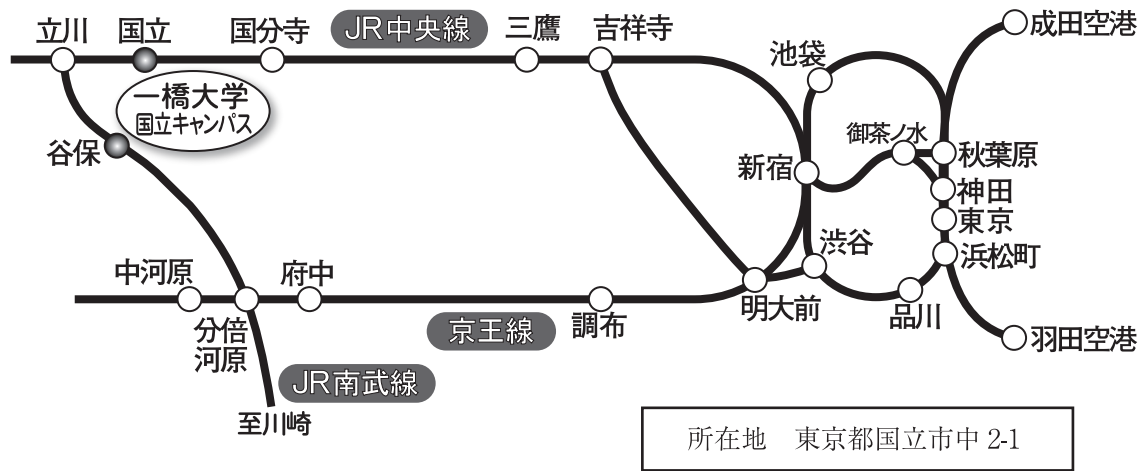 立川
国立
国分寺
JR中央線
三鷹
吉祥寺
池袋
成田空港
一橋大学
国立キャンパス
谷保
新宿
御茶ノ水
秋葉原
神田
東京
浜松町
渋谷
品川
羽田空港
中河原
府中
分倍
河原
京王線
調布
明大前
JR南武線
至川崎
所在地　東京都国立市中 2-1